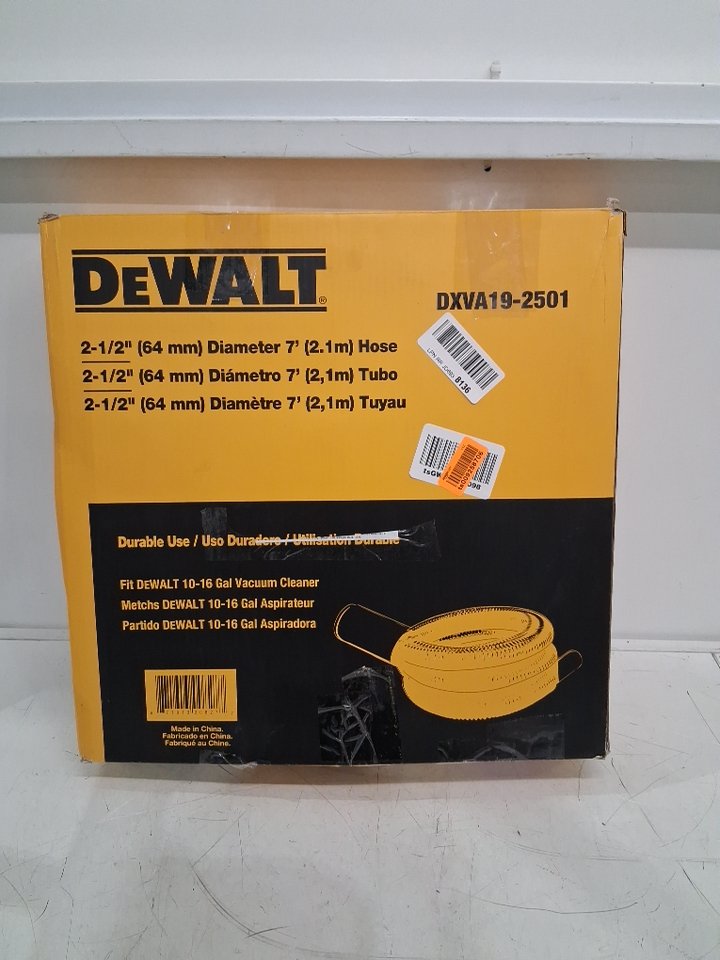 DEWALT®
DXVA19-2501
2-1/2" (64 mm) Diameter 7' (2.1m) Hose
2-1/2" (64 mm) Diámetro 7' (2,1m) Tubo
2-1/2" (64 mm) Diamètre 7' (2,1m) Tuyau
8136
te009258706
Durable Use / Uso Duradero / Utilisation Durable
Fit DEWALT 10-16 Gal Vacuum Cleaner
Metchs DEWALT 10-16 Gal Aspirateur
Partido DEWALT 10-16 Gal Aspiradora
Made in China.
Fabricado en China.
Fabriqué au Chine.